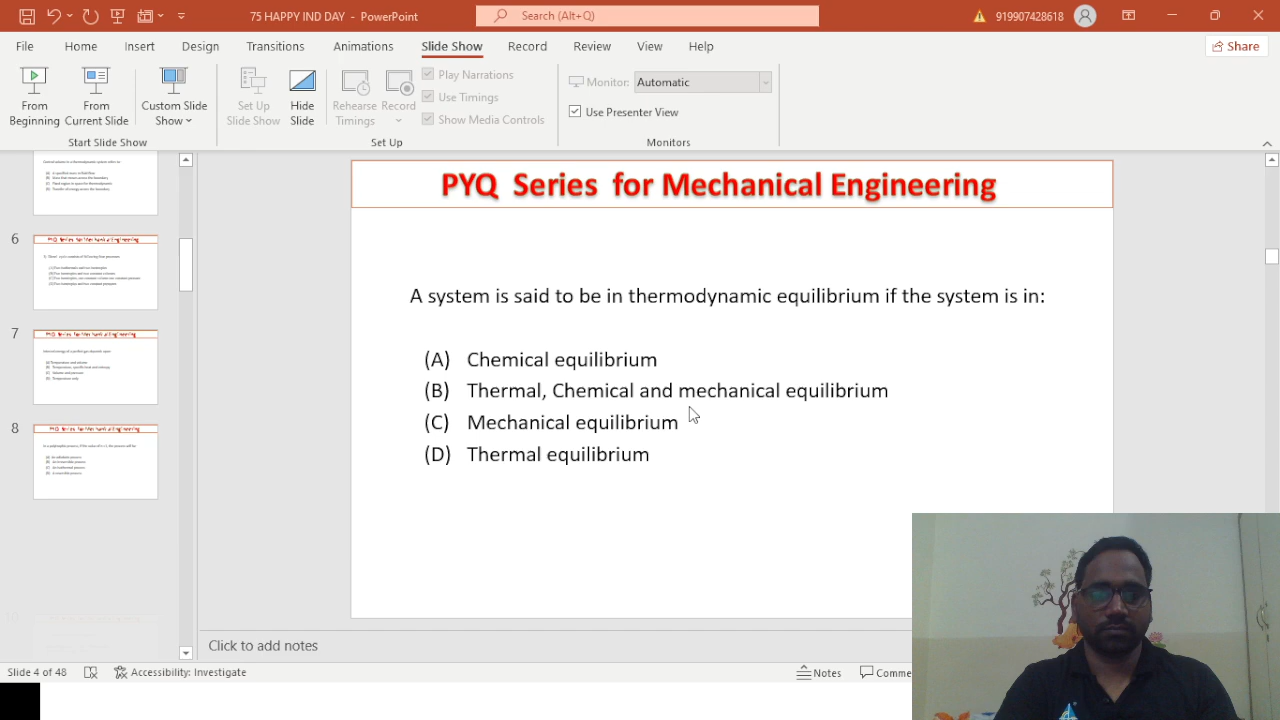 75 HAPPY IND DAY - PowerPoint
Search (Alt+Q)
919907428618
File Home Insert Design Transitions Animations Slide Show Record Review View Help
Share
From Beginning
From Current Slide
Custom Slide Show
Set Up Slide Show
Hide Slide
Rehearse Timings
Record
Play Narrations
Use Timings
Show Media Controls
Monitor: Automatic
Use Presenter View
Start Slide Show
Set Up
Monitors
6
7
8
10
PYQ Series for Mechanical Engineering
A system is said to be in thermodynamic equilibrium if the system is in:
(A) Chemical equilibrium
(B) Thermal, Chemical and mechanical equilibrium
(C) Mechanical equilibrium
(D) Thermal equilibrium
Click to add notes
Slide 4 of 48
Accessibility: Investigate
Notes
Comme